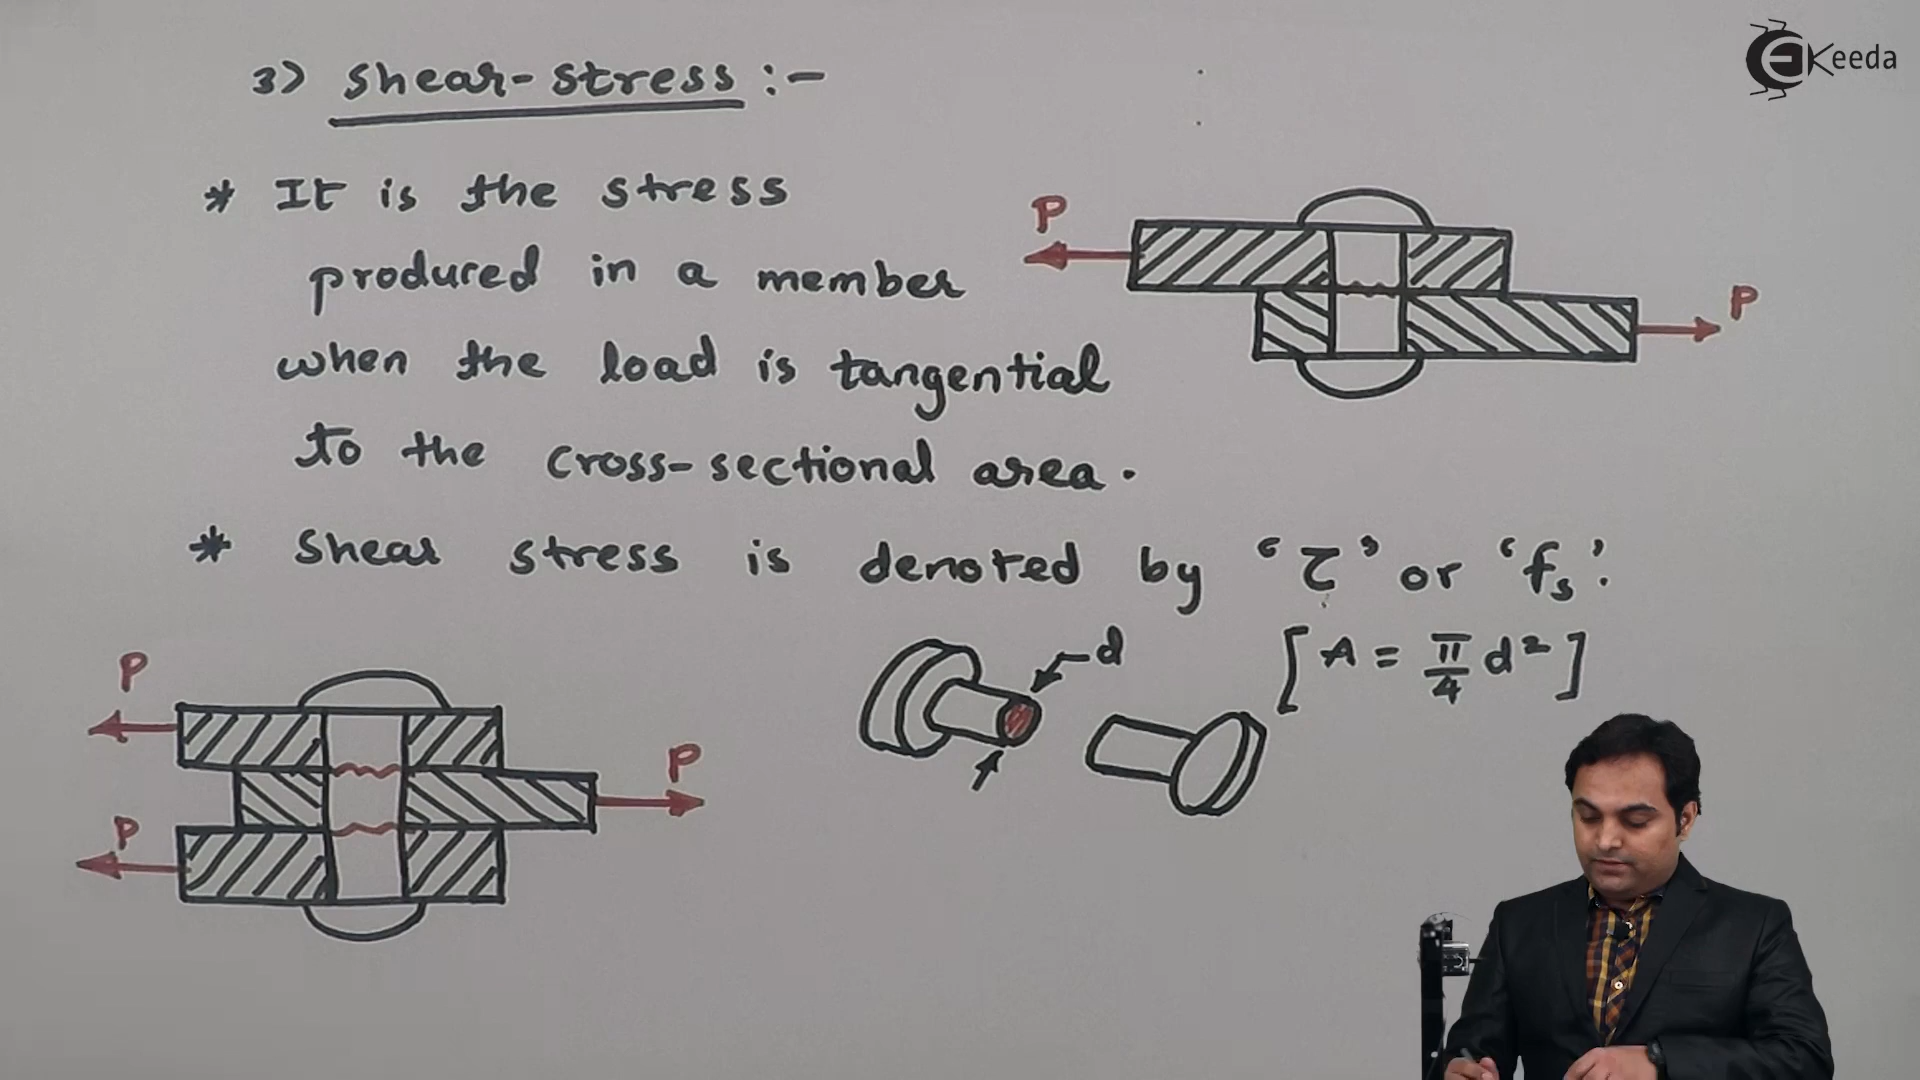 3) Shear-stress :-
* It is the stress
produced in a member
when the load is tangential
to the cross-sectional area.
* Shear stress is denoted by 'τ' or 'fs'.
[A = π/4 d²]
d
P
P
P
P
P
EKeeda